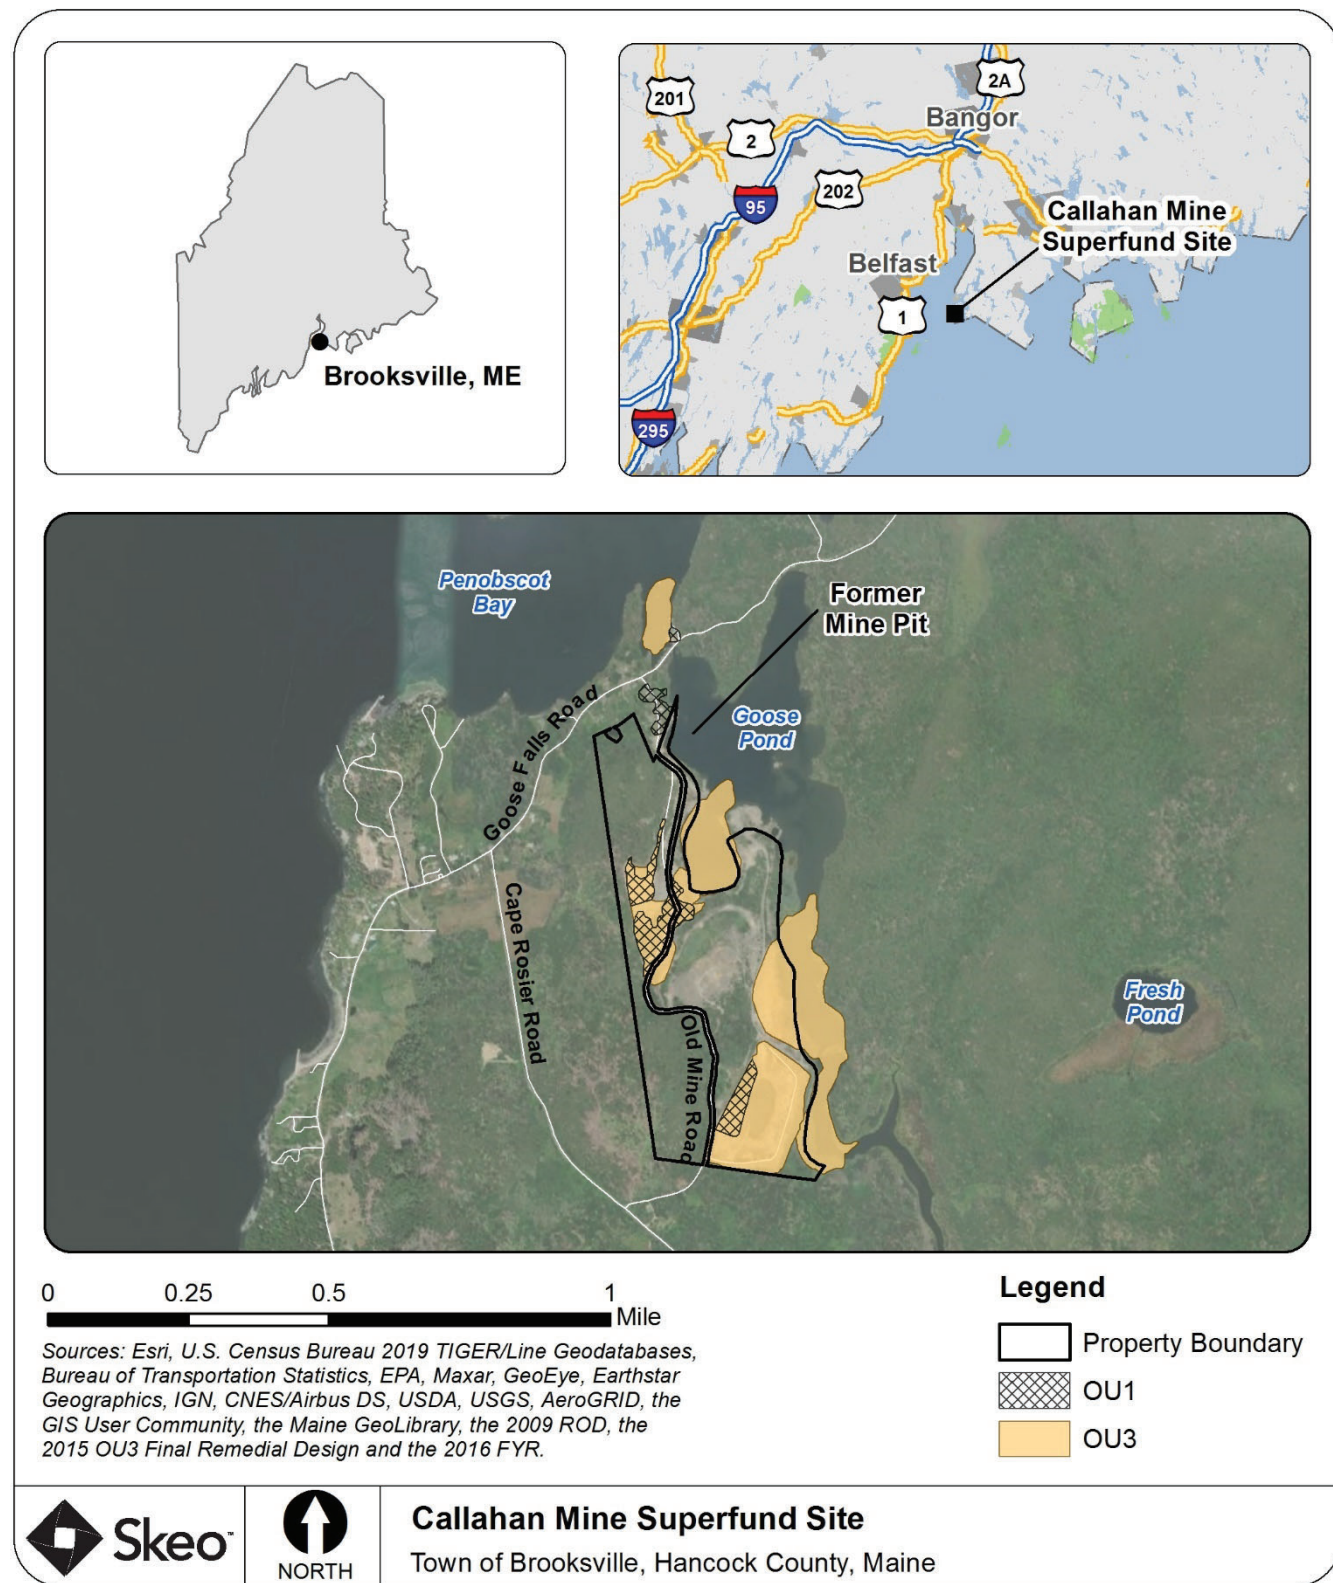 Brooksville, ME
201
2
2A
Bangor
95
202
Callahan Mine
Superfund Site
Belfast
1
295
Penobscot
Bay
Former
Mine Pit
Goose Falls Road
Goose
Pond
Cape Rosier Road
Old Mine Road
Fresh
Pond
0 0.25 0.5 1
Mile
Sources: Esri, U.S. Census Bureau 2019 TIGER/Line Geodatabases,
Bureau of Transportation Statistics, EPA, Maxar, GeoEye, Earthstar
Geographics, IGN, CNES/Airbus DS, USDA, USGS, AeroGRID, the
GIS User Community, the Maine GeoLibrary, the 2009 ROD, the
2015 OU3 Final Remedial Design and the 2016 FYR.
Legend
Property Boundary
OU1
OU3
Skeo™
NORTH
Callahan Mine Superfund Site
Town of Brooksville, Hancock County, Maine